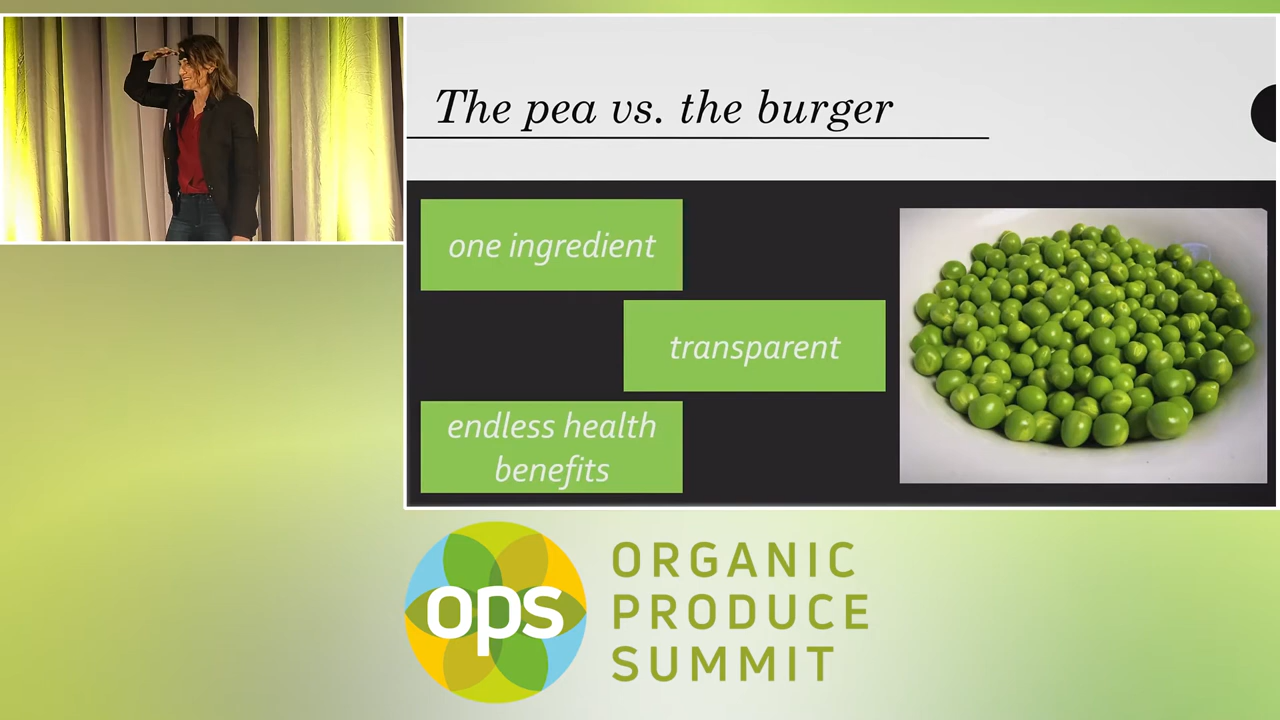 The pea vs. the burger
one ingredient
transparent
endless health
benefits
ops
ORGANIC
PRODUCE
SUMMIT